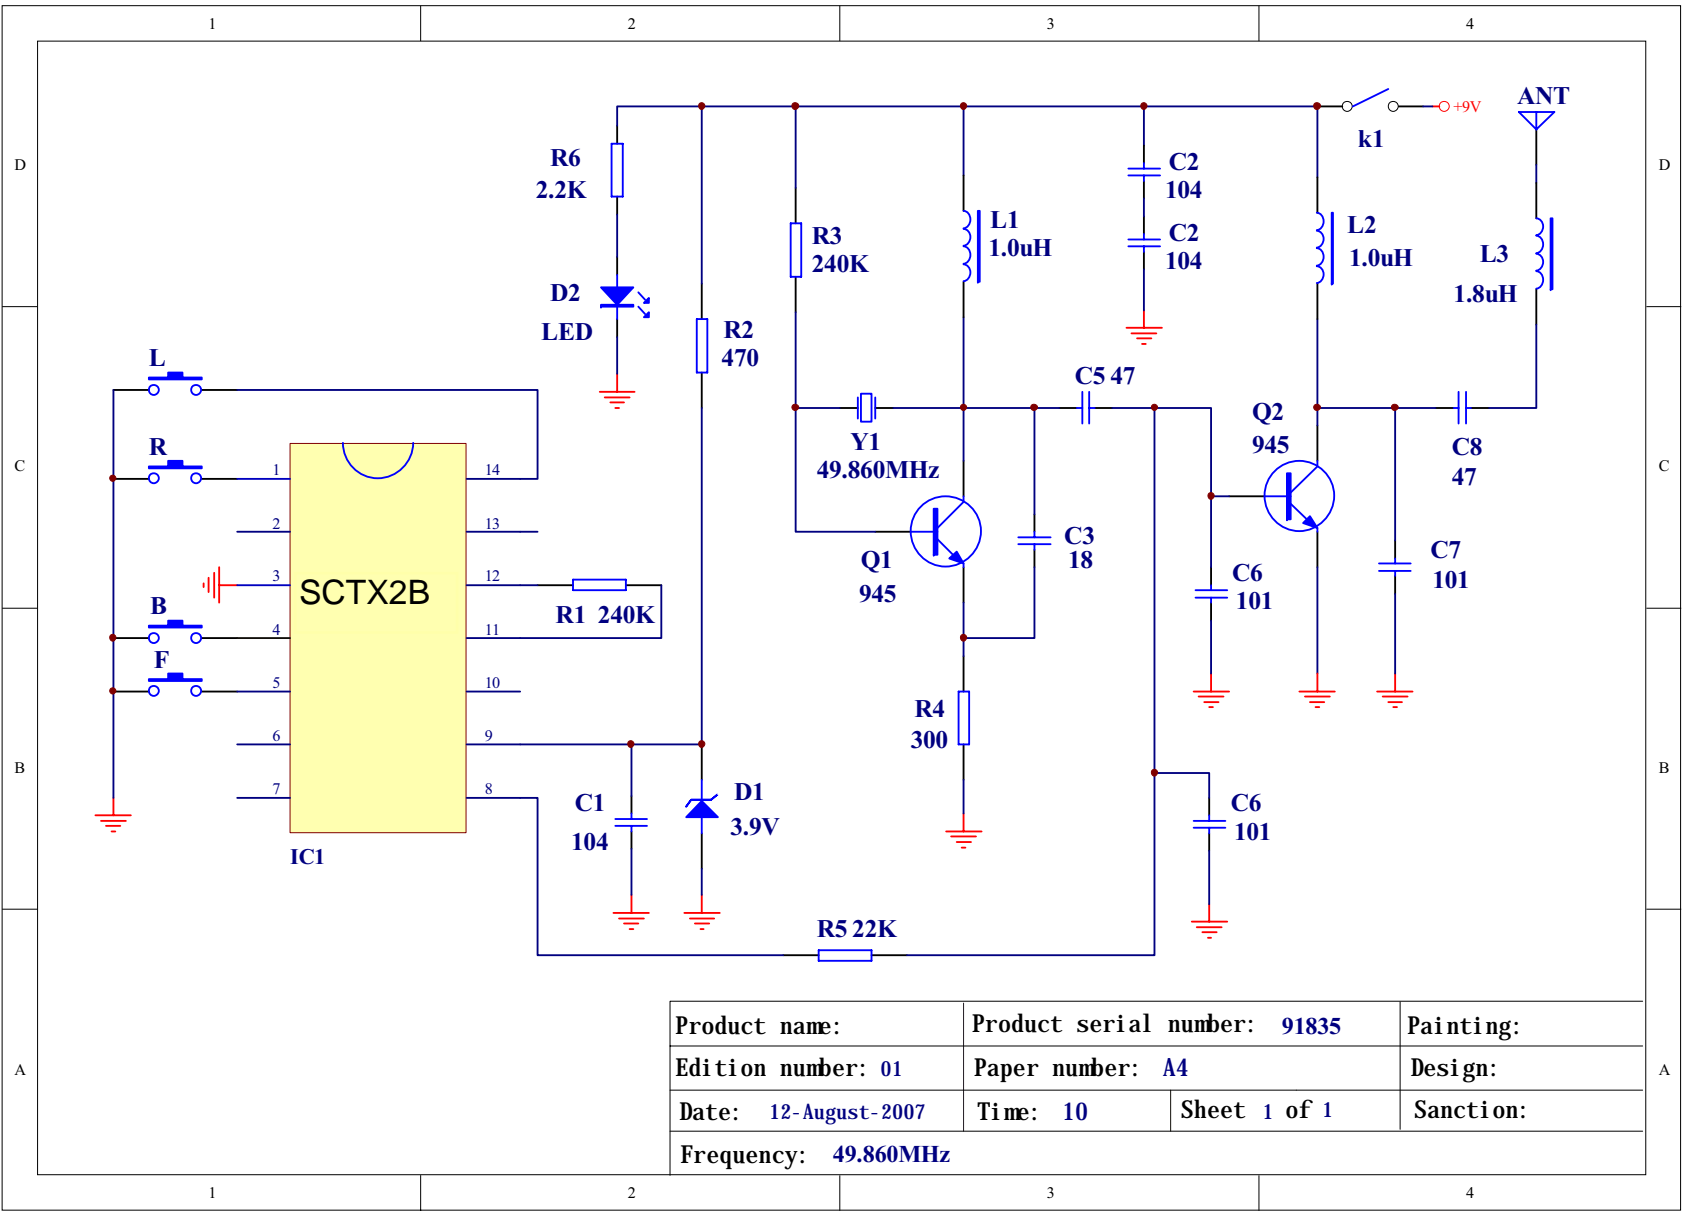 1 2 3 4
D D
C C
B B
A A
+9V
ANT
k1
R6
2.2K
D2
LED
R2
470
R3
240K
L1
1.0uH
C2
104
C2
104
L2
1.0uH
L3
1.8uH
L
R
B
F
1
2
3
4
5
6
7
14
13
12
11
10
9
8
SCTX2B
IC1
R1 240K
C1
104
D1
3.9V
Y1
49.860MHz
Q1
945
C3
18
R4
300
C5 47
Q2
945
C8
47
C6
101
C7
101
C6
101
R5 22K
Product name: Product serial number: 91835 Painting:
Edition number: 01 Paper number: A4 Design:
Date: 12-August-2007 Time: 10 Sheet 1 of 1 Sanction:
Frequency: 49.860MHz
1 2 3 4